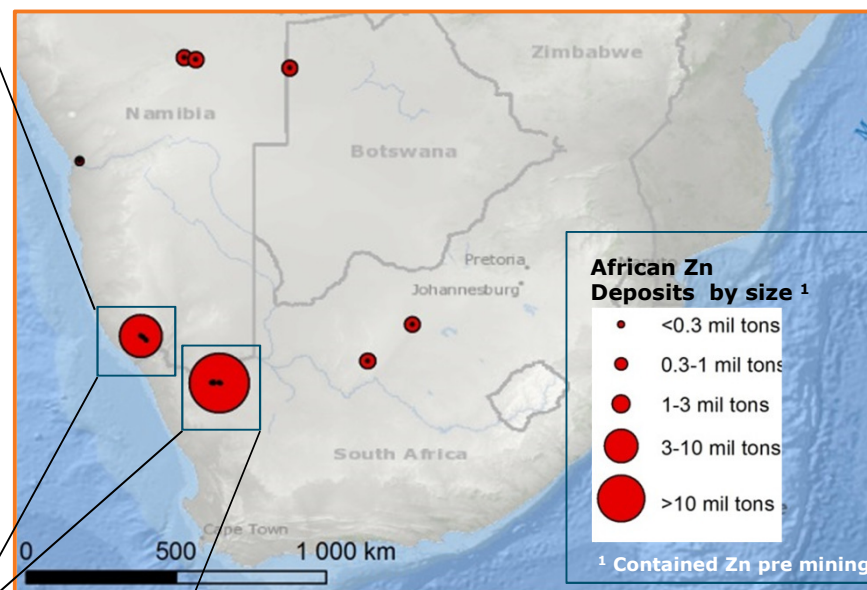 Zimbabwe
Namibia
Botswana
Pretoria
Johannesburg
South Africa
Cape Town
0 500 1 000 km
African Zn
Deposits by size ¹
<0.3 mil tons
0.3-1 mil tons
1-3 mil tons
3-10 mil tons
>10 mil tons
¹ Contained Zn pre mining